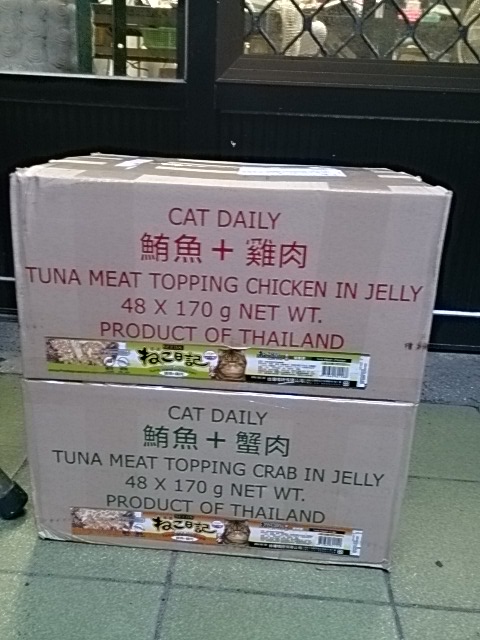 CAT DAILY
鮪魚+雞肉
TUNA MEAT TOPPING CHICKEN IN JELLY
48 X 170 g NET WT.
PRODUCT OF THAILAND
ねこ日記
CAT DAILY
鮪魚+蟹肉
TUNA MEAT TOPPING CRAB IN JELLY
48 X 170 g NET WT.
PRODUCT OF THAILAND
ねこ日記